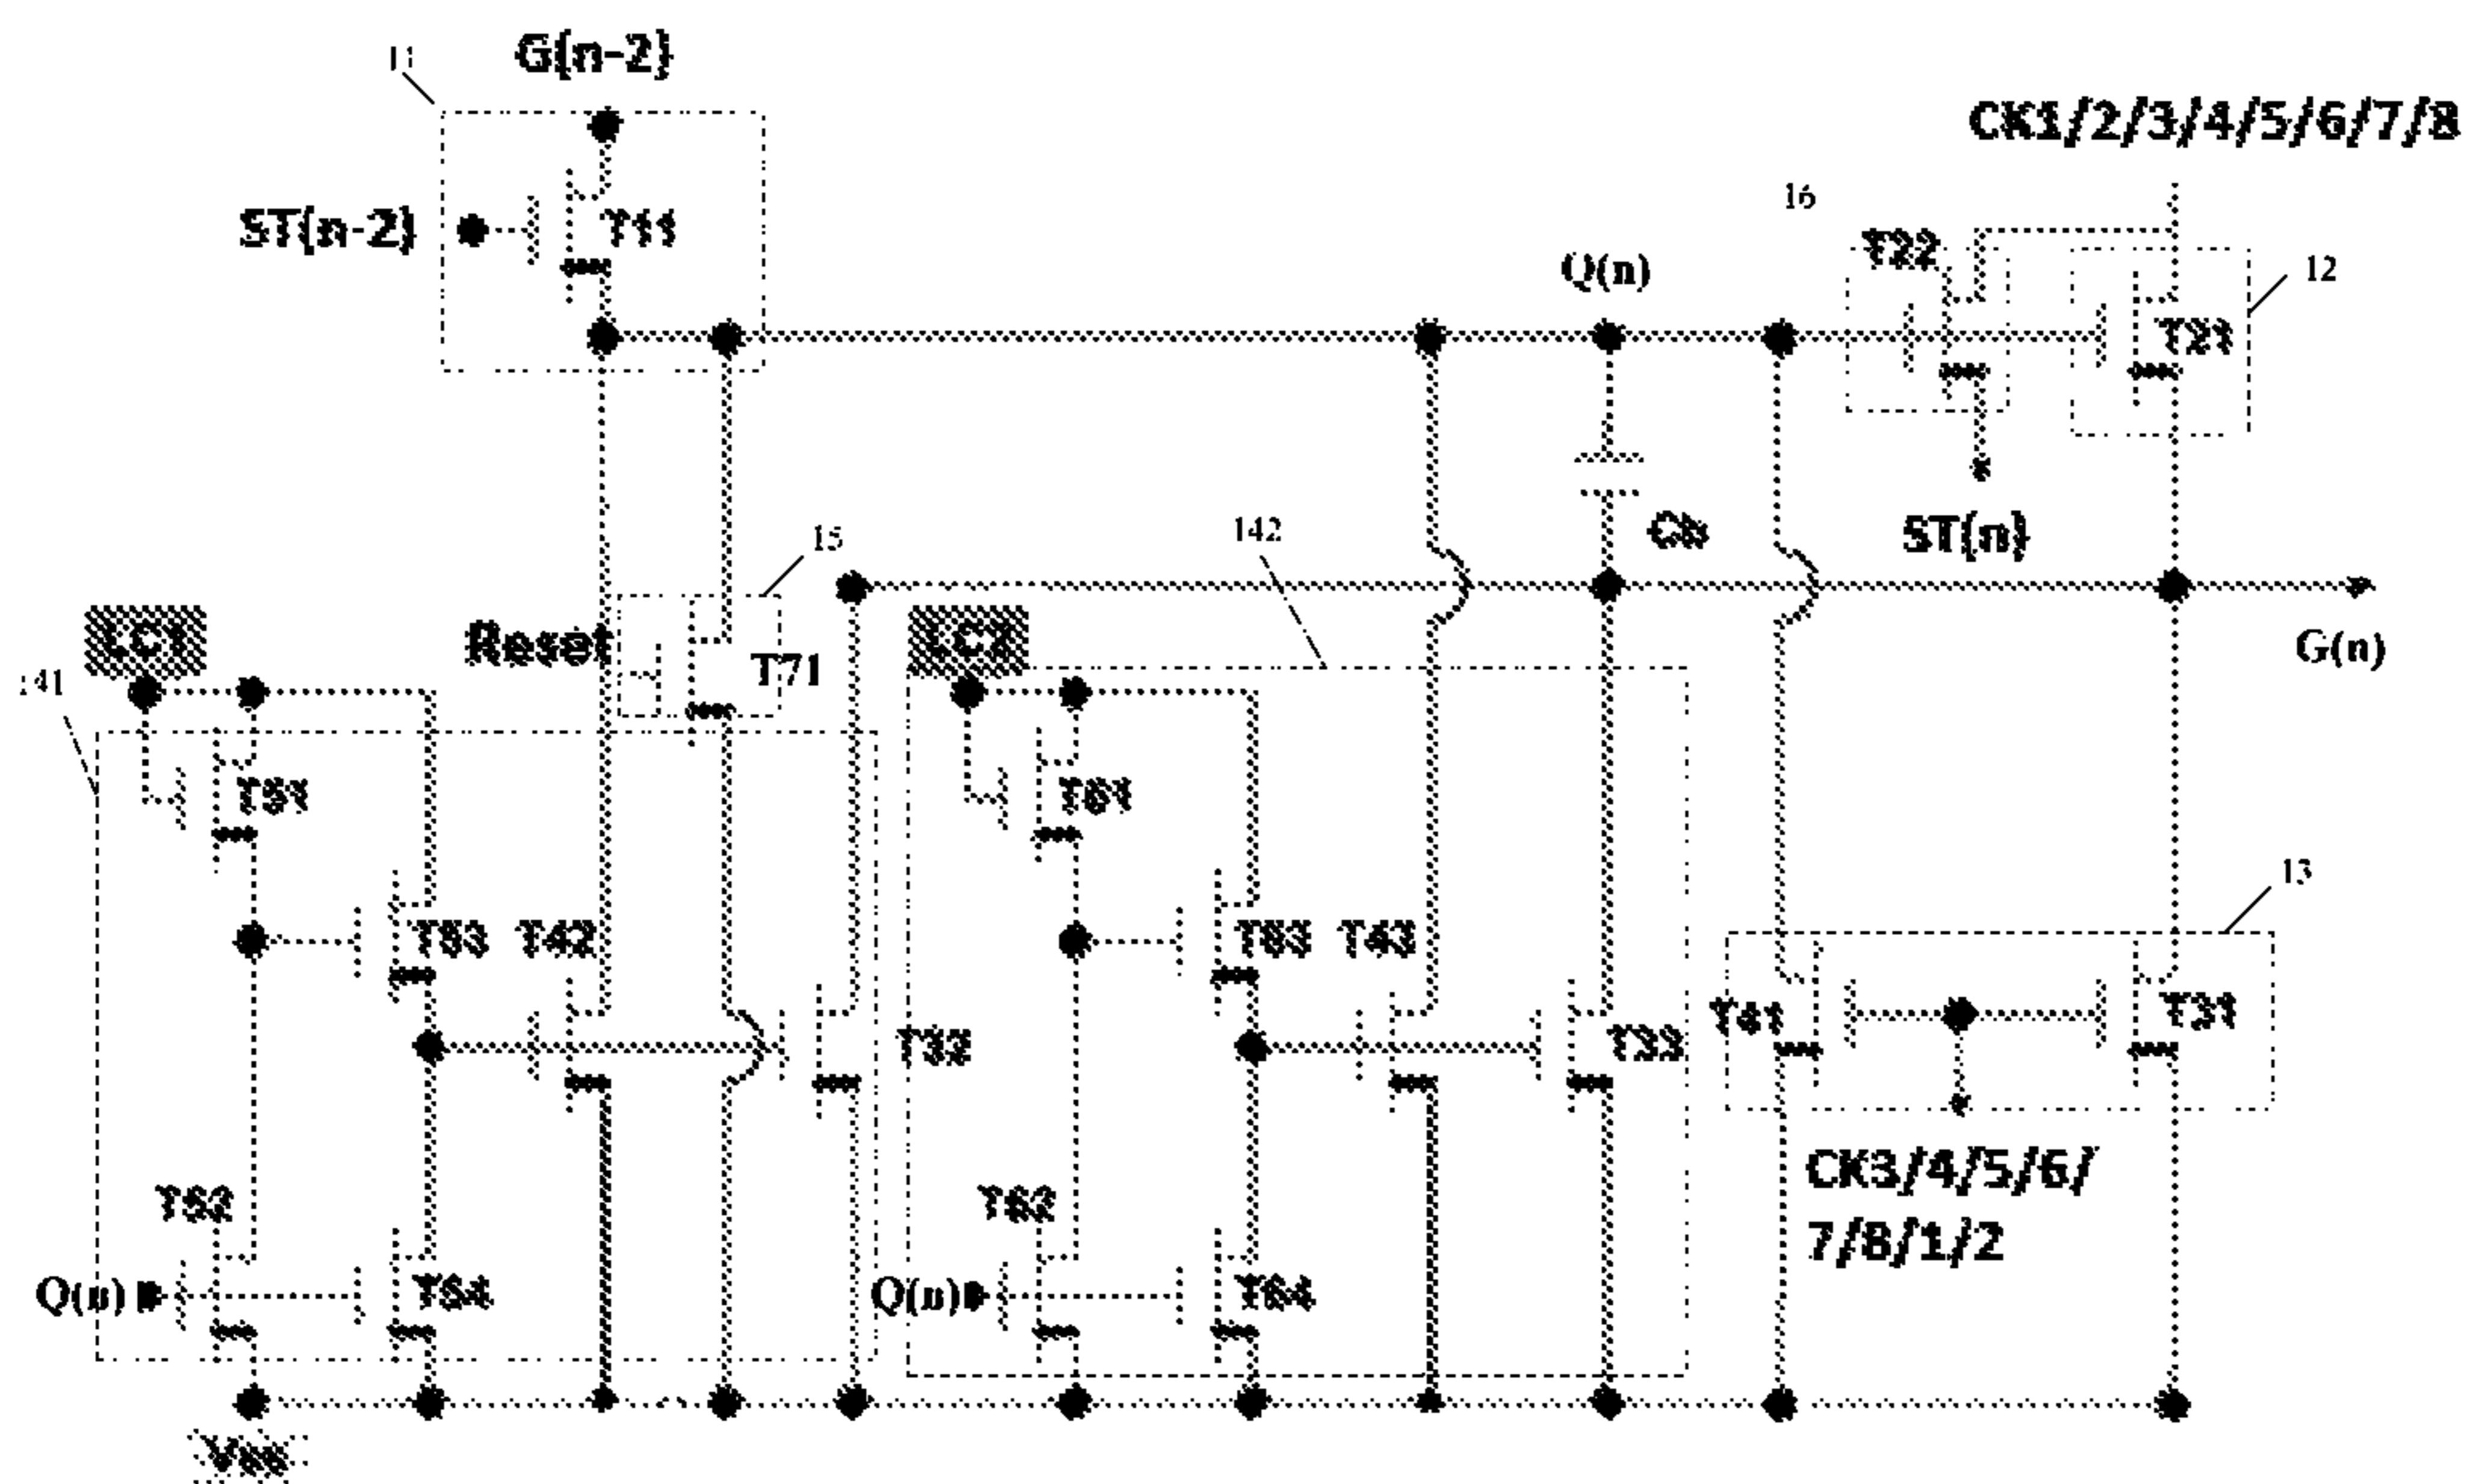 11
G(n-2)
CK1/2/3/4/5/6/7/8
16
ST(n-2)
T11
T22
Q(n)
12
T21
15
142
Cb
ST(n)
LC1
Reset
LC2
G(n)
141
T71
T51
T61
13
T53
T42
T63
T43
T41
T31
T32
T33
CK3/4/5/6/
7/8/1/2
T52
T62
Q(n)
T54
Q(n)
T64
Vss